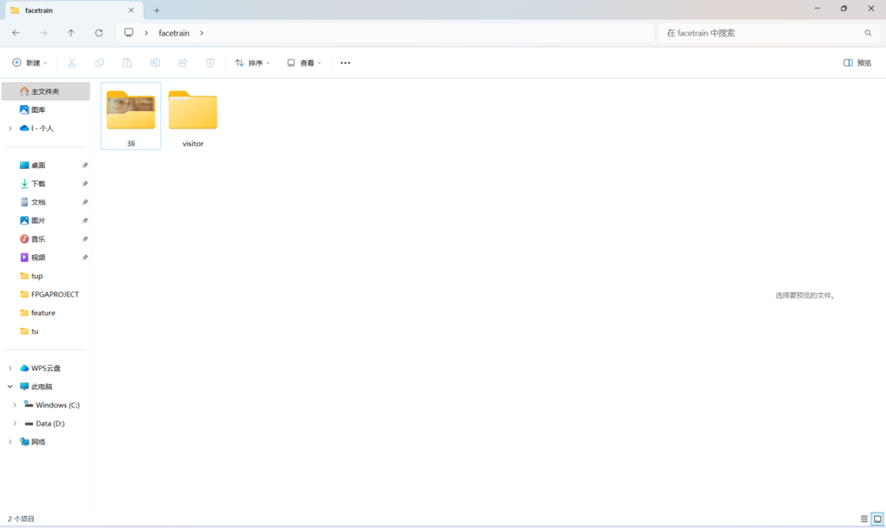 facetrain
facetrain
在 facetrain 中搜索
新建
排序
查看
预览
主文件夹
图库
l - 个人
桌面
下载
文档
图片
音乐
视频
tup
FPGAPROJECT
feature
tu
WPS云盘
此电脑
Windows (C:)
Data (D:)
网络
3li
visitor
选择要预览的文件。
2 个项目